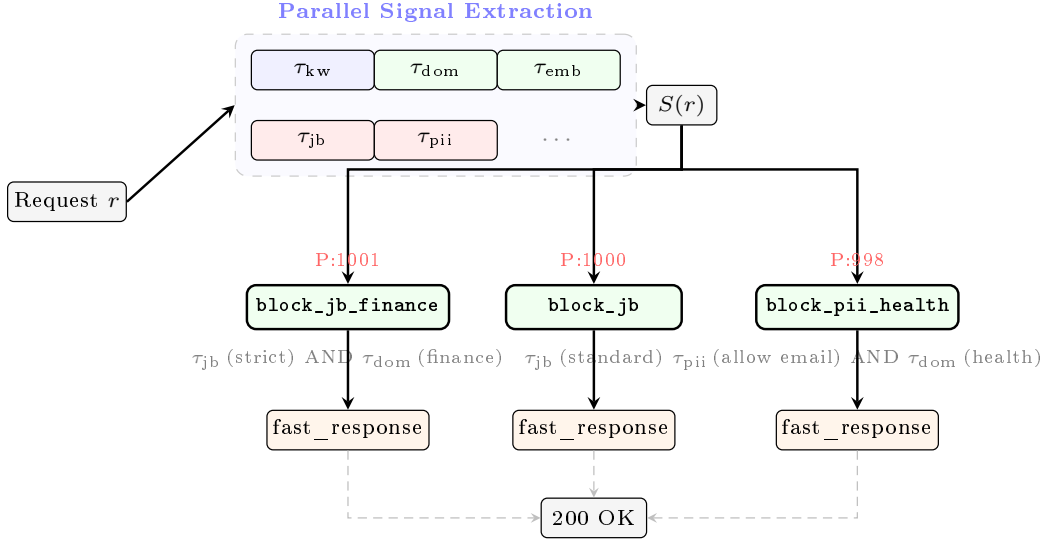 Parallel Signal Extraction
τkw τdom τemb
S(r)
τjb τpii ...
Request r
P:1001 P:1000 P:998
block_jb_finance block_jb block_pii_health
τjb (strict) AND τdom (finance) τjb (standard) τpii (allow email) AND τdom (health)
fast_response fast_response fast_response
200 OK